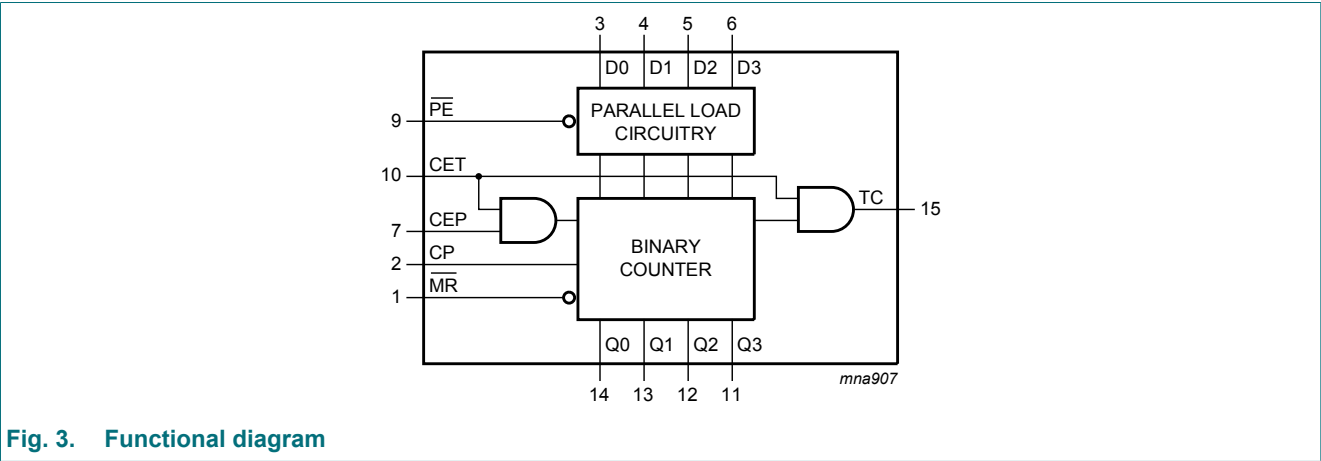 3 4 5 6
D0 D1 D2 D3
9 PE
PARALLEL LOAD
CIRCUITRY
10 CET
TC 15
7 CEP
2 CP
BINARY
COUNTER
1 MR
Q0 Q1 Q2 Q3
14 13 12 11
mna907
Fig. 3. Functional diagram